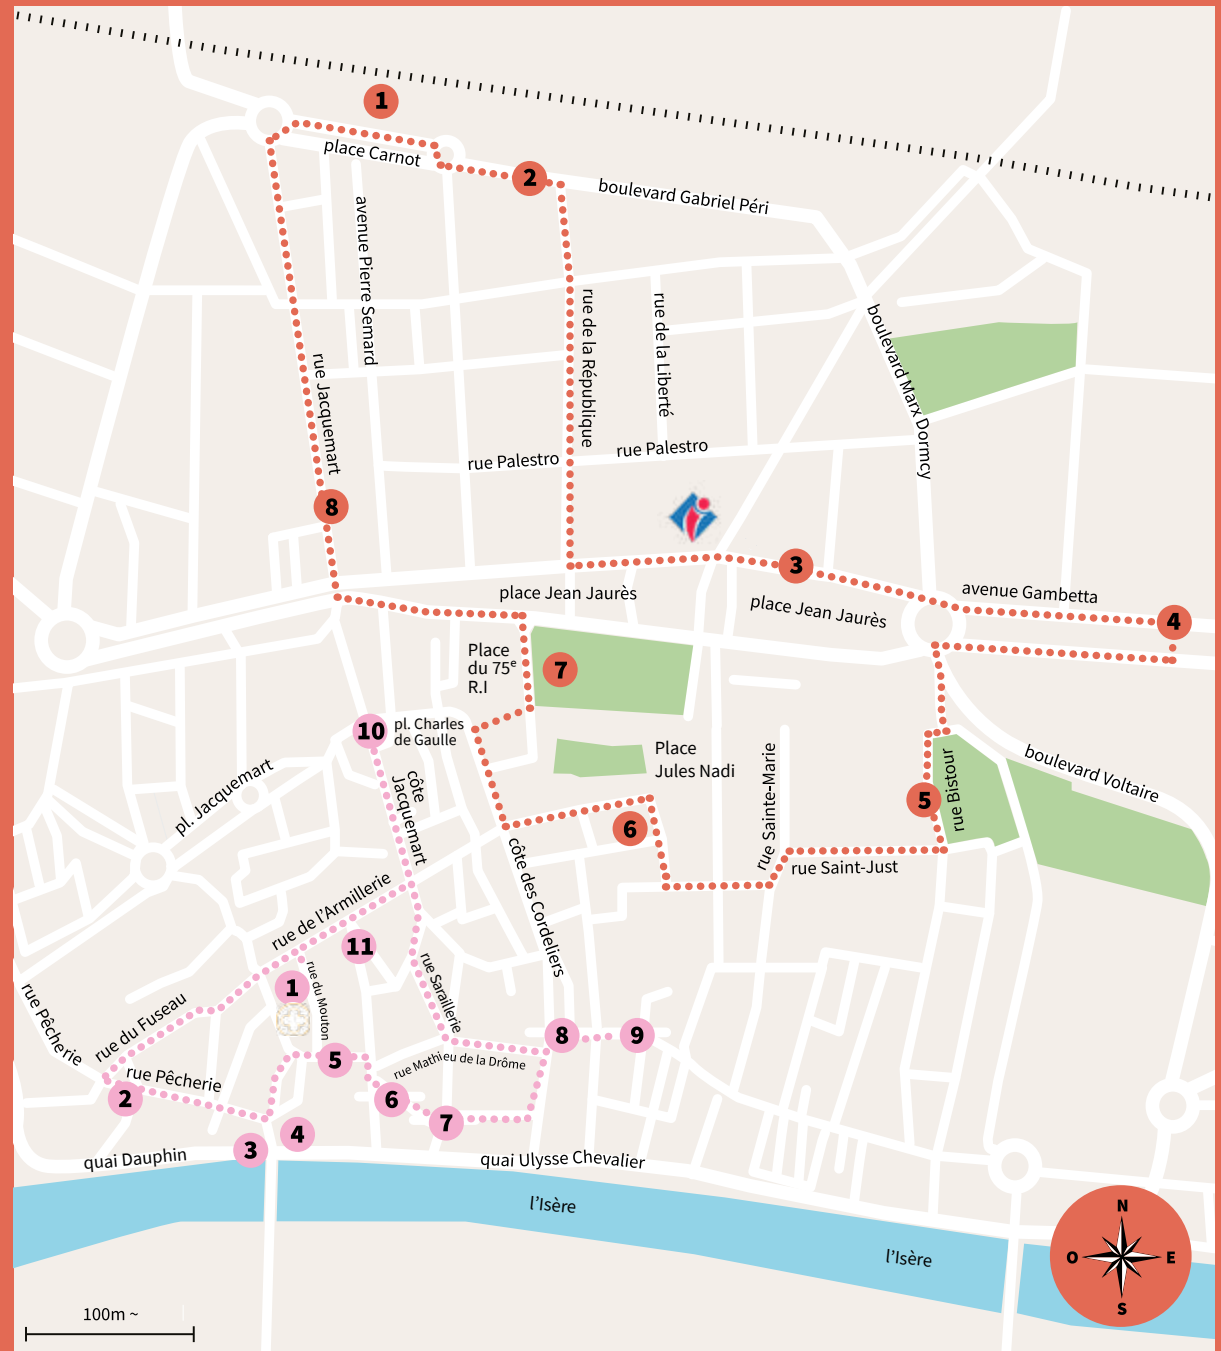 1
place Carnot
2
boulevard Gabriel Péri
avenue Pierre Semard
rue de la République
rue de la Liberté
boulevard Marx Dormoy
rue Jacquemart
rue Palestro
rue Palestro
8
3
place Jean Jaurès
place Jean Jaurès
avenue Gambetta
4
Place
du 75e
R.I
7
10
pl. Charles
de Gaulle
Place
Jules Nadi
pl. Jacquemart
côte
Jacquemart
rue Sainte-Marie
rue Bistour
boulevard Voltaire
5
6
rue Saint-Just
côte des Cordeliers
rue de l’Armillerie
11
1
rue du Mouton
rue Saraillerie
rue Pêcherie
rue du Fuseau
8
9
5
rue Mathieu de la Drôme
rue Pêcherie
2
6
7
4
3
quai Dauphin
quai Ulysse Chevalier
l’Isère
l’Isère
N
O
E
S
100m ~